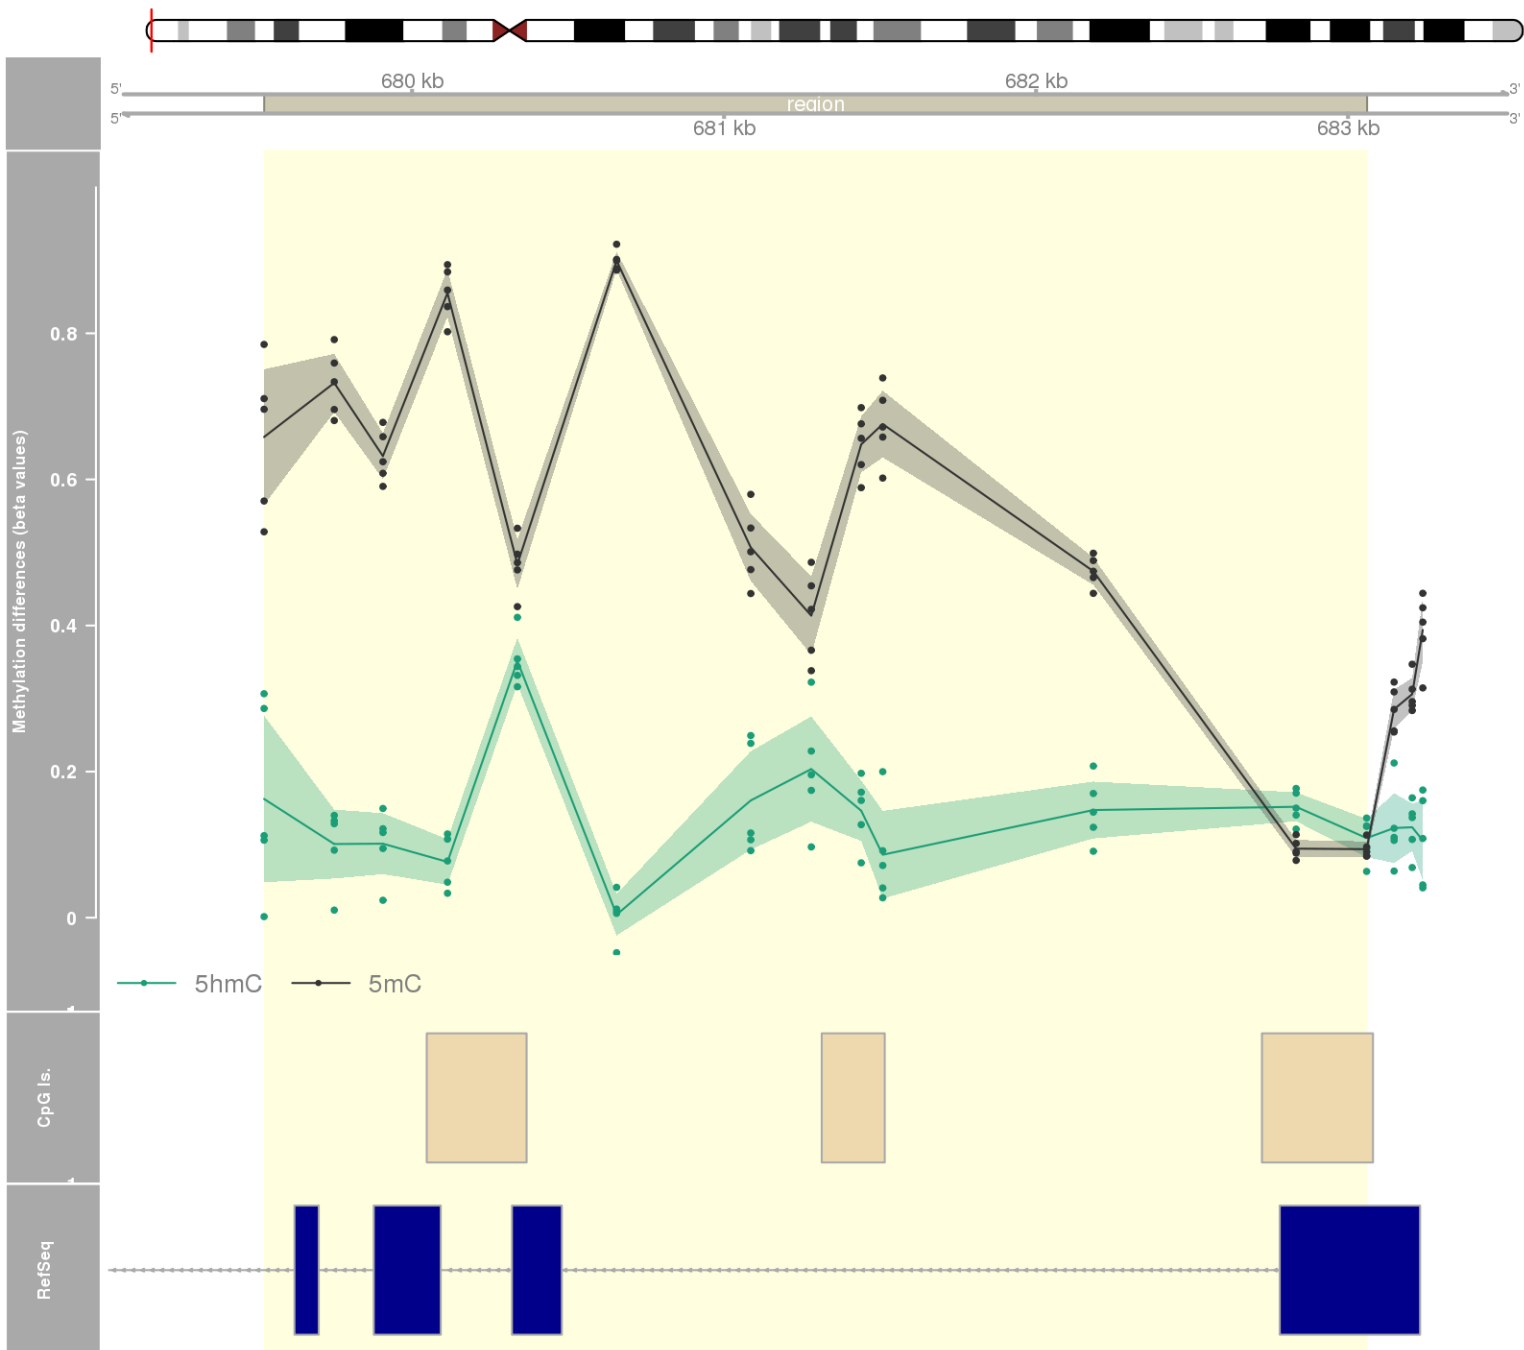 680 kb
682 kb
5'
3'
region
5'
3'
681 kb
683 kb
Methylation differences (beta values)
0.8
0.6
0.4
0.2
0
5hmC
5mC
CpG Is.
RefSeq